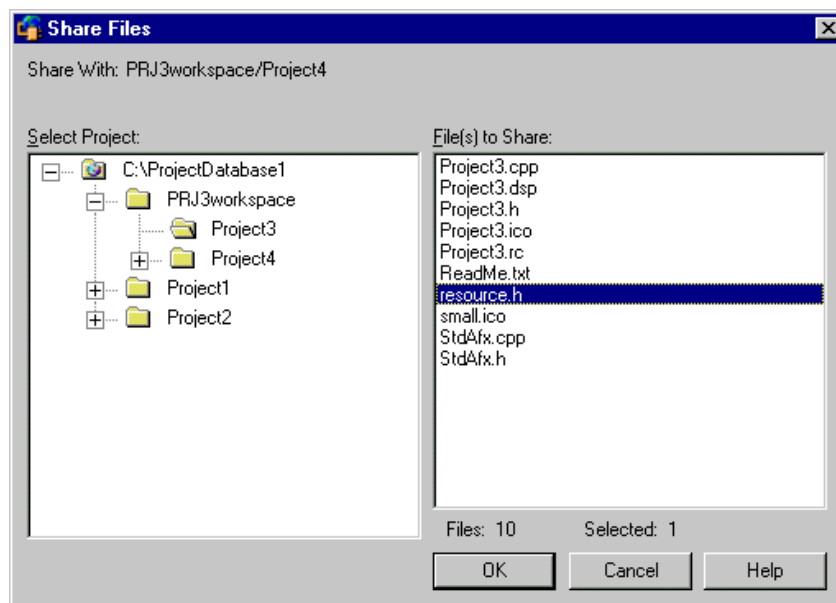 Share Files
Share With: PRJ3workspace/Project4
Select Project:
C:\ProjectDatabase1
PRJ3workspace
Project3
Project4
Project1
Project2
File(s) to Share:
Project3.cpp
Project3.dsp
Project3.h
Project3.ico
Project3.rc
ReadMe.txt
resource.h
small.ico
StdAfx.cpp
StdAfx.h
Files: 10 Selected: 1
OK Cancel Help